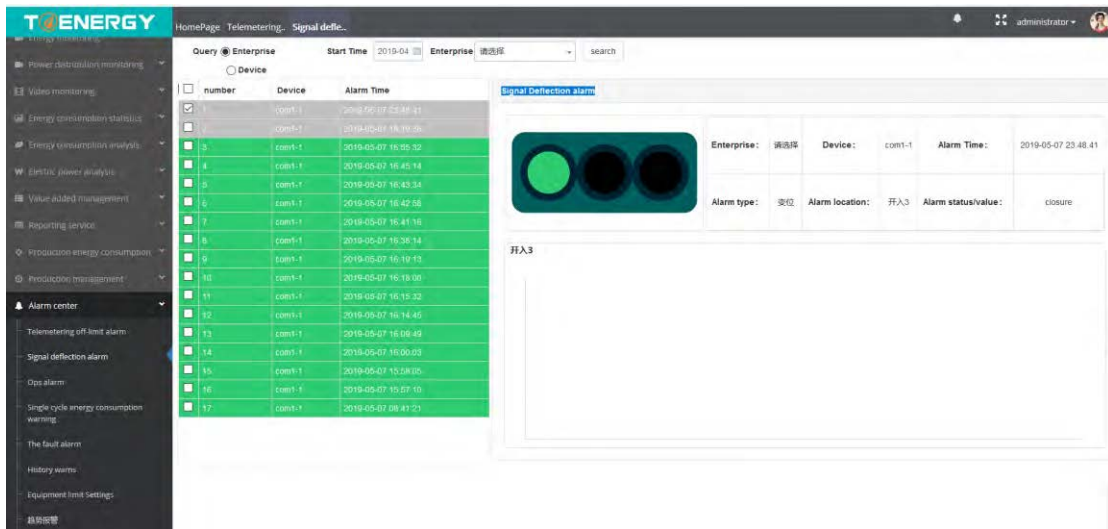 TENERGY
HomePage Telemetering.. Signal defle..
administrator
Power distribution monitoring
Video monitoring
Energy consumption statistics
Energy consumption analysis
Electric power analysis
Value added management
Reporting service
Production energy consumption
Production management
Alarm center
Telemetering off-limit alarm
Signal deflection alarm
Ops alarm
Single cycle energy consumption
warning
The fault alarm
History warns
Equipment limit Settings
趋势报警
Query Enterprise Start Time 2019-04 Enterprise 请选择 search
Device
number Device Alarm Time
1 com1-1 2019-05-07 23:48:41
2 com1-1
3 com1-1 2019-05-07 16:55:32
4 com1-1 2019-05-07 16:45:14
5 com1-1 2019-05-07 16:43:34
6 com1-1 2019-05-07 16:42:56
7 com1-1 2019-05-07 16:41:16
8 com1-1 2019-05-07 16:38:14
9 com1-1 2019-05-07 16:19:13
10 com1-1 2019-05-07 16:18:06
11 com1-1 2019-05-07 16:15:32
12 com1-1 2019-05-07 16:14:45
13 com1-1 2019-05-07 16:09:49
14 com1-1 2019-05-07 16:00:03
15 com1-1 2019-05-07 15:58:05
16 com1-1 2019-05-07 15:57:10
17 com1-1 2019-05-07 08:41:21
Signal Deflection alarm
Enterprise: 请选择 Device: com1-1 Alarm Time: 2019-05-07 23:48:41
Alarm type: 变位 Alarm location: 开入3 Alarm status/value: closure
开入3